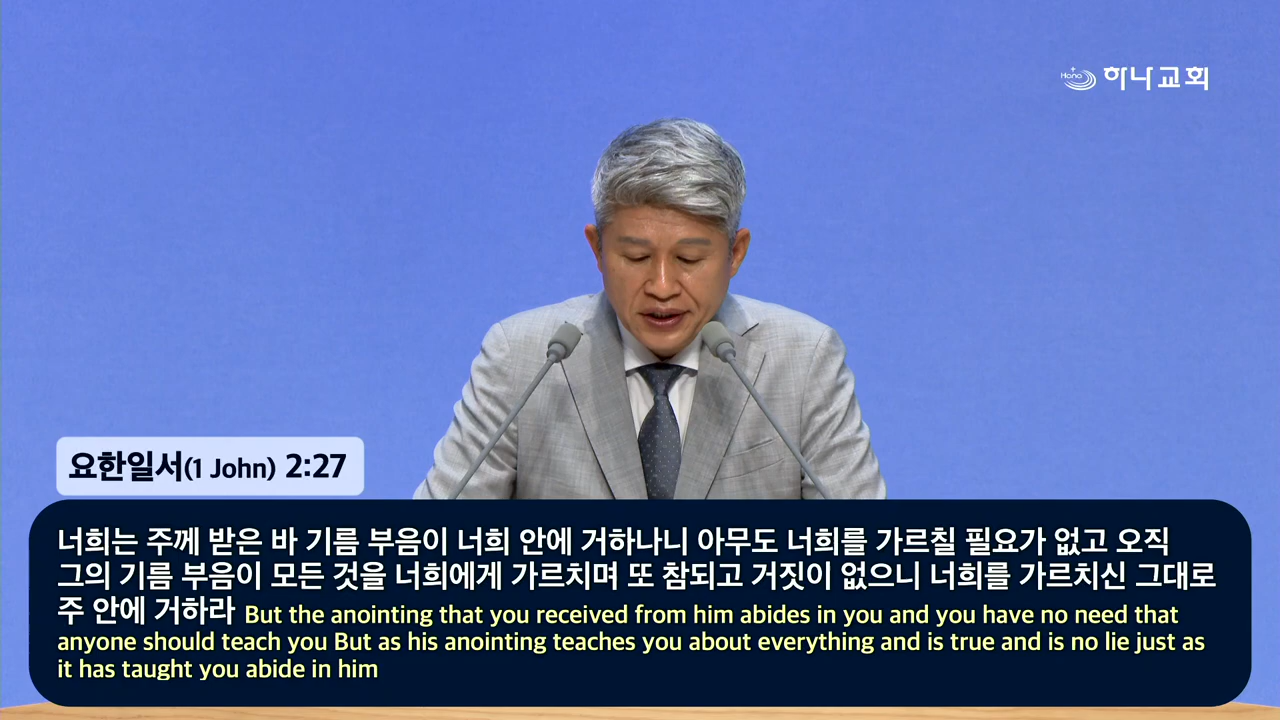 Hana 하나교회
요한일서(1 John) 2:27
너희는 주께 받은 바 기름 부음이 너희 안에 거하나니 아무도 너희를 가르칠 필요가 없고 오직
그의 기름 부음이 모든 것을 너희에게 가르치며 또 참되고 거짓이 없으니 너희를 가르치신 그대로
주 안에 거하라 But the anointing that you received from him abides in you and you have no need that
anyone should teach you But as his anointing teaches you about everything and is true and is no lie just as
it has taught you abide in him